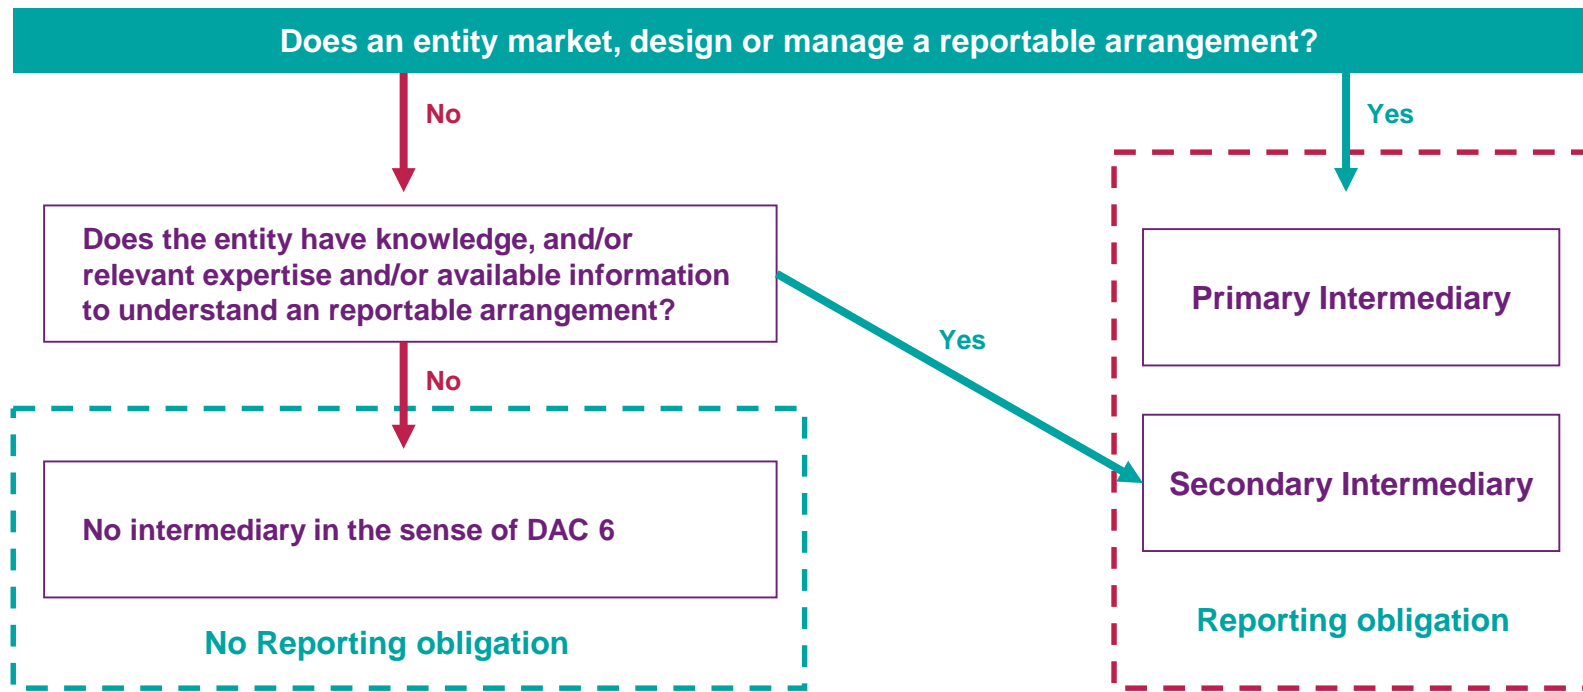 Does an entity market, design or manage a reportable arrangement?
No
Yes
Does the entity have knowledge, and/or
relevant expertise and/or available information
to understand an reportable arrangement?
Primary Intermediary
Yes
No
Secondary Intermediary
No intermediary in the sense of DAC 6
Reporting obligation
No Reporting obligation